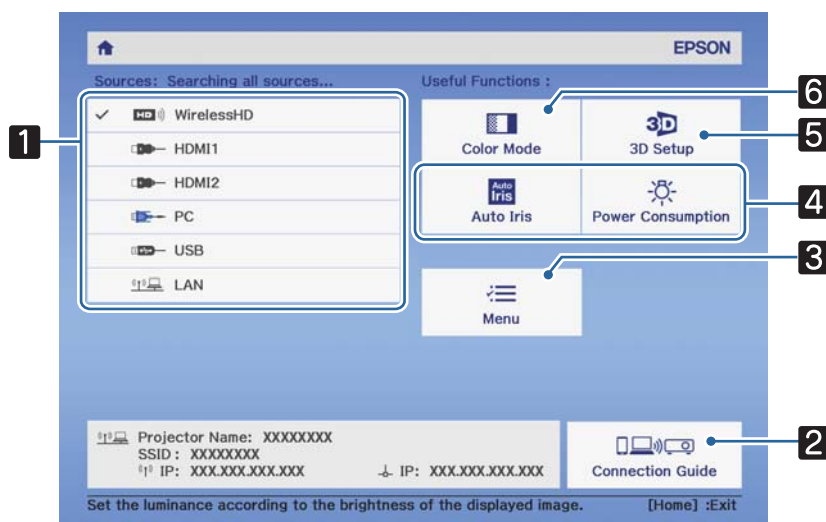 EPSON
Sources: Searching all sources...
Useful Functions :
1
WirelessHD
HDMI1
HDMI2
PC
USB
LAN
6
Color Mode
5
3D
3D Setup
4
Auto
Iris
Auto Iris
Power Consumption
3
Menu
Projector Name: XXXXXXXX
SSID : XXXXXXXX
IP: XXX.XXX.XXX.XXX
IP: XXX.XXX.XXX.XXX
2
Connection Guide
Set the luminance according to the brightness of the displayed image.
[Home] :Exit